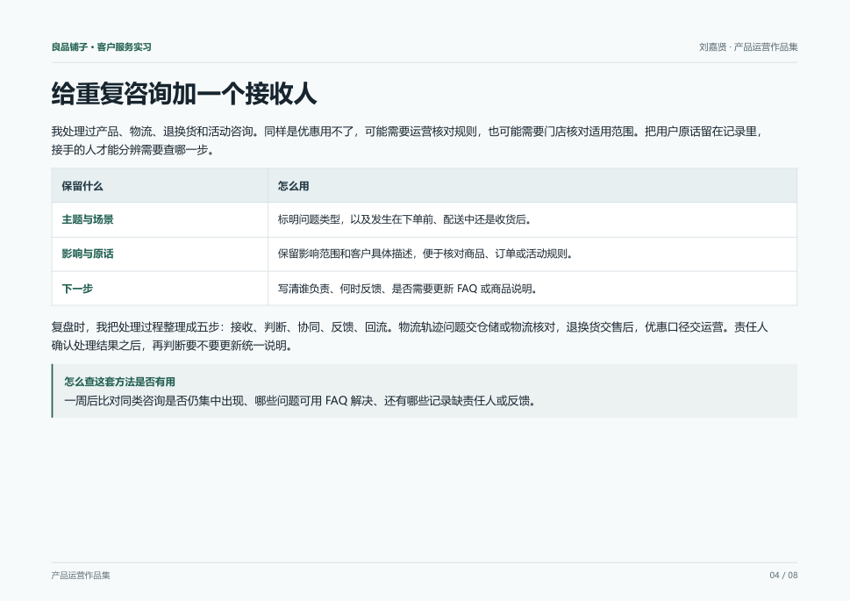 良品铺子・客户服务实习
刘嘉贤 · 产品运营作品集
给重复咨询加一个接收人
我处理过产品、物流、退换货和活动咨询。同样是优惠用不了，可能需要运营核对规则，也可能需要门店核对适用范围。把用户原话留在记录里，
接手的人才能分辨需要查哪一步。
保留什么
怎么用
主题与场景
标明问题类型，以及发生在下单前、配送中还是收货后。
影响与原话
保留影响范围和客户具体描述，便于核对商品、订单或活动规则。
下一步
写清谁负责、何时反馈、是否需要更新 FAQ 或商品说明。
复盘时，我把处理过程整理成五步：接收、判断、协同、反馈、回流。物流轨迹问题交仓储或物流核对，退换货交售后，优惠口径交运营。责任人
确认处理结果之后，再判断要不要更新统一说明。
怎么查这套方法是否有用
一周后比对同类咨询是否仍集中出现、哪些问题可用 FAQ 解决、还有哪些记录缺责任人或反馈。
产品运营作品集
04 / 08